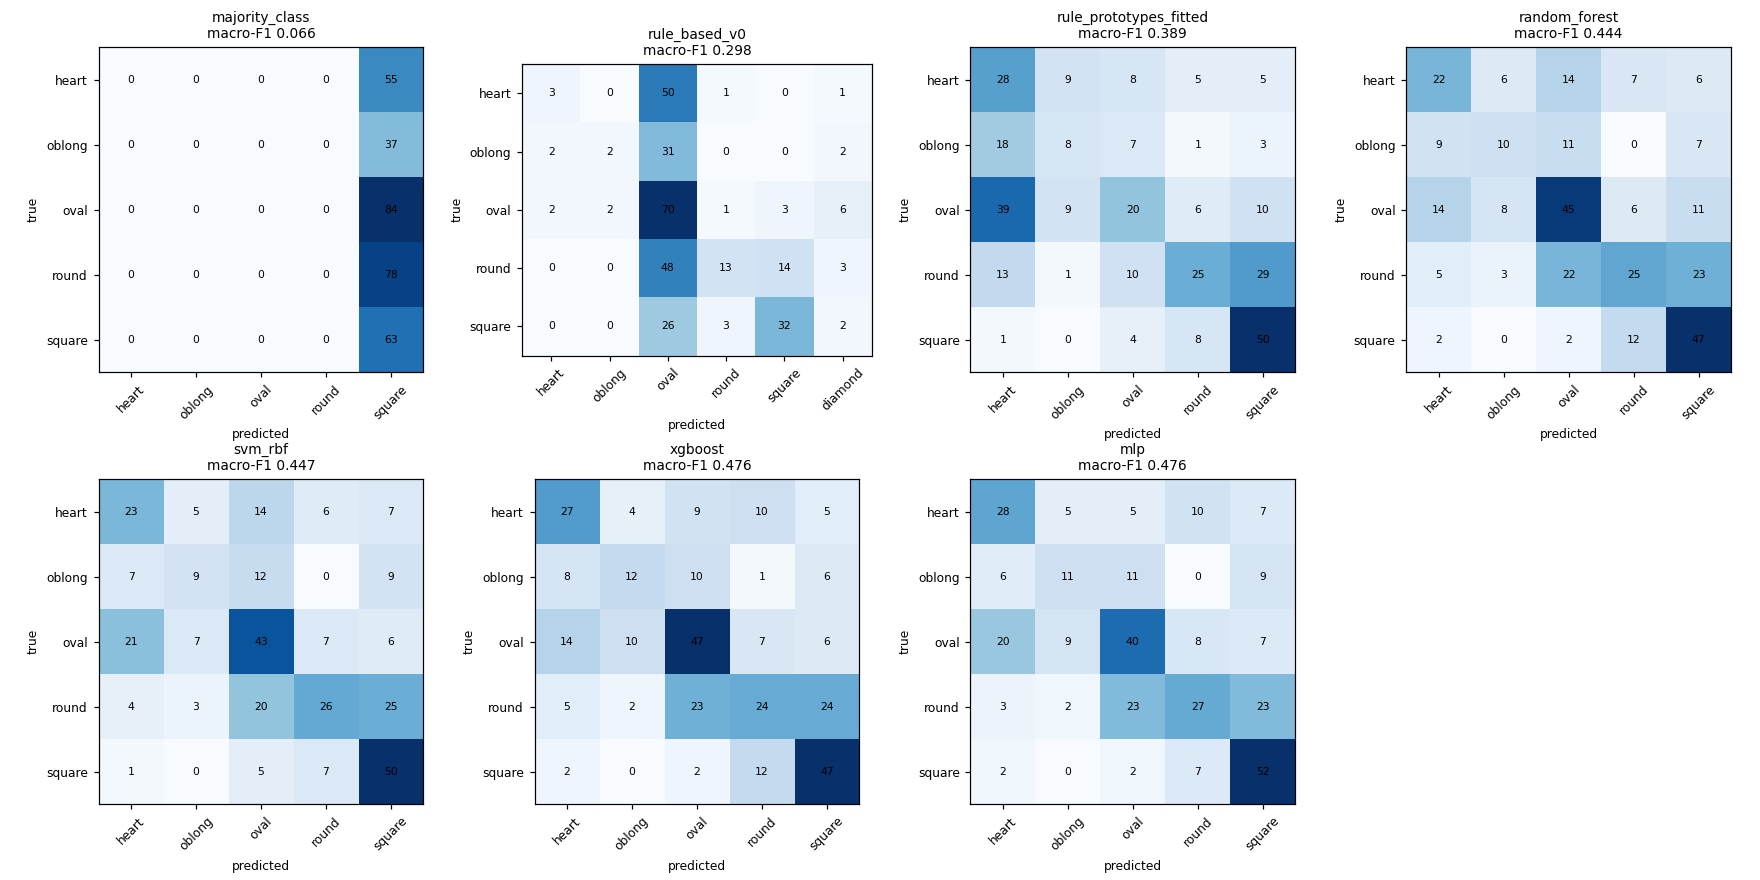 majority_class
macro-F1 0.066
heart 0 0 0 0 55
oblong 0 0 0 0 37
oval 0 0 0 0 84
round 0 0 0 0 78
square 0 0 0 0 63
true
heart oblong oval round square
predicted
rule_based_v0
macro-F1 0.298
heart 3 0 50 1 0 1
oblong 2 2 31 0 0 2
oval 2 2 70 1 3 6
round 0 0 48 13 14 3
square 0 0 26 3 32 2
true
heart oblong oval round square diamond
predicted
rule_prototypes_fitted
macro-F1 0.389
heart 28 9 8 5 5
oblong 18 8 7 1 3
oval 39 9 20 6 10
round 13 1 10 25 29
square 1 0 4 8 50
true
heart oblong oval round square
predicted
random_forest
macro-F1 0.444
heart 22 6 14 7 6
oblong 9 10 11 0 7
oval 14 8 45 6 11
round 5 3 22 25 23
square 2 0 2 12 47
true
heart oblong oval round square
predicted
svm_rbf
macro-F1 0.447
heart 23 5 14 6 7
oblong 7 9 12 0 9
oval 21 7 43 7 6
round 4 3 20 26 25
square 1 0 5 7 50
true
heart oblong oval round square
predicted
xgboost
macro-F1 0.476
heart 27 4 9 10 5
oblong 8 12 10 1 6
oval 14 10 47 7 6
round 5 2 23 24 24
square 2 0 2 12 47
true
heart oblong oval round square
predicted
mlp
macro-F1 0.476
heart 28 5 5 10 7
oblong 6 11 11 0 9
oval 20 9 40 8 7
round 3 2 23 27 23
square 2 0 2 7 52
true
heart oblong oval round square
predicted